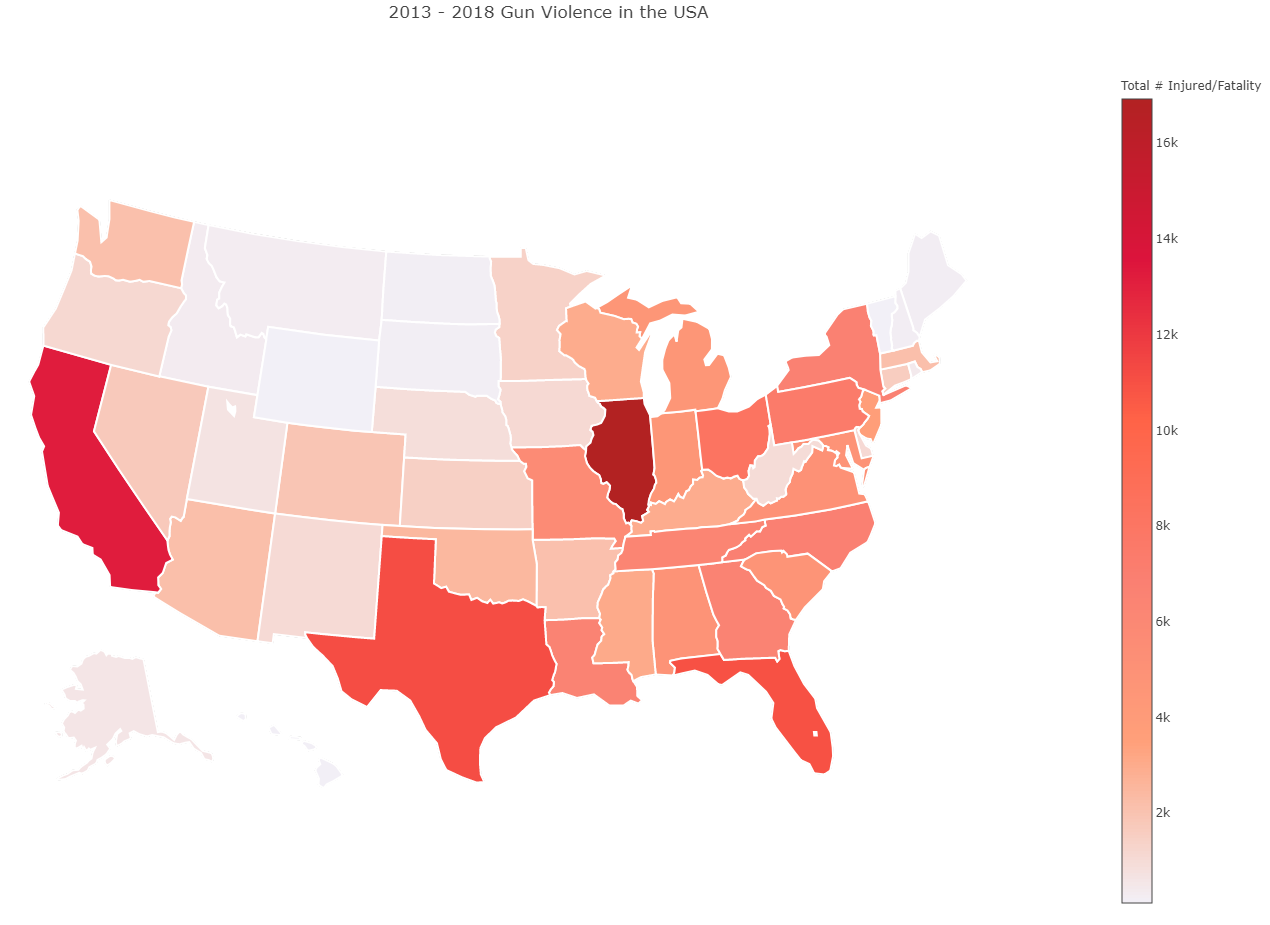 2013 - 2018 Gun Violence in the USA
Total # Injured/Fatality
16k
14k
12k
10k
8k
6k
4k
2k